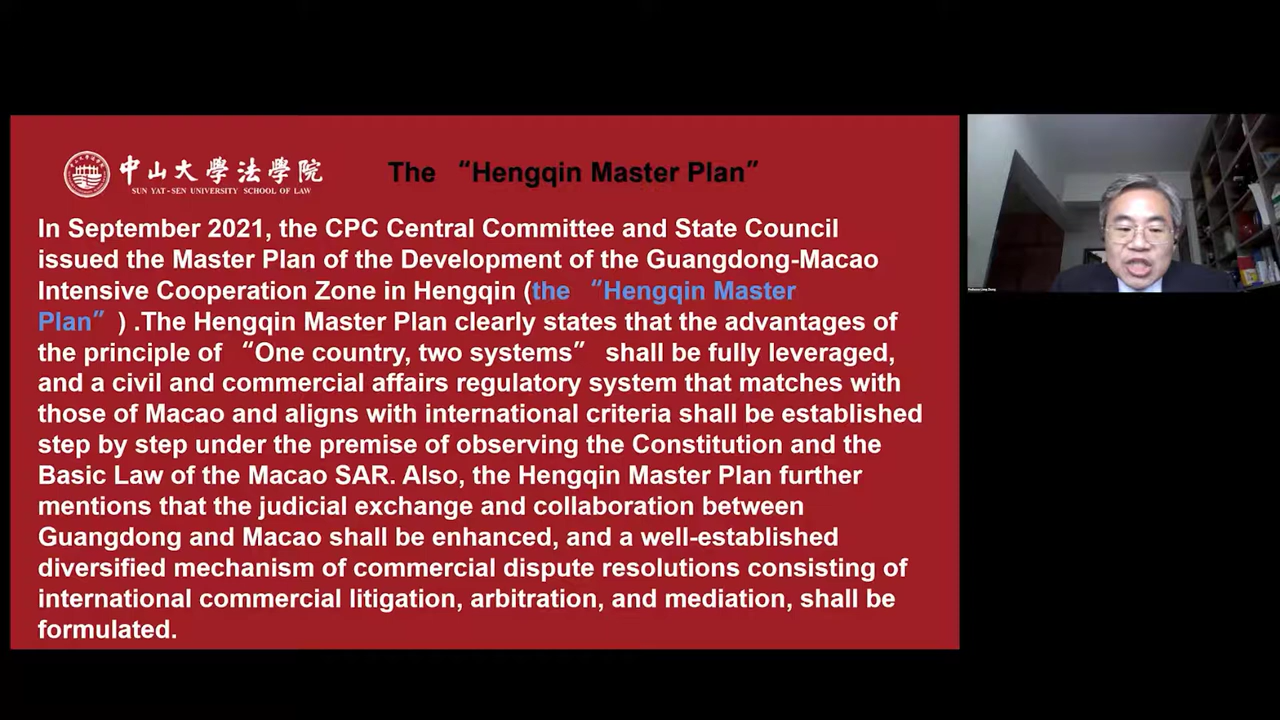 中山大學法學院
SUN YAT-SEN UNIVERSITY SCHOOL OF LAW
The “Hengqin Master Plan”
In September 2021, the CPC Central Committee and State Council
issued the Master Plan of the Development of the Guangdong-Macao
Intensive Cooperation Zone in Hengqin (the “Hengqin Master
Plan” ) .The Hengqin Master Plan clearly states that the advantages of
the principle of “One country, two systems” shall be fully leveraged,
and a civil and commercial affairs regulatory system that matches with
those of Macao and aligns with international criteria shall be established
step by step under the premise of observing the Constitution and the
Basic Law of the Macao SAR. Also, the Hengqin Master Plan further
mentions that the judicial exchange and collaboration between
Guangdong and Macao shall be enhanced, and a well-established
diversified mechanism of commercial dispute resolutions consisting of
international commercial litigation, arbitration, and mediation, shall be
formulated.